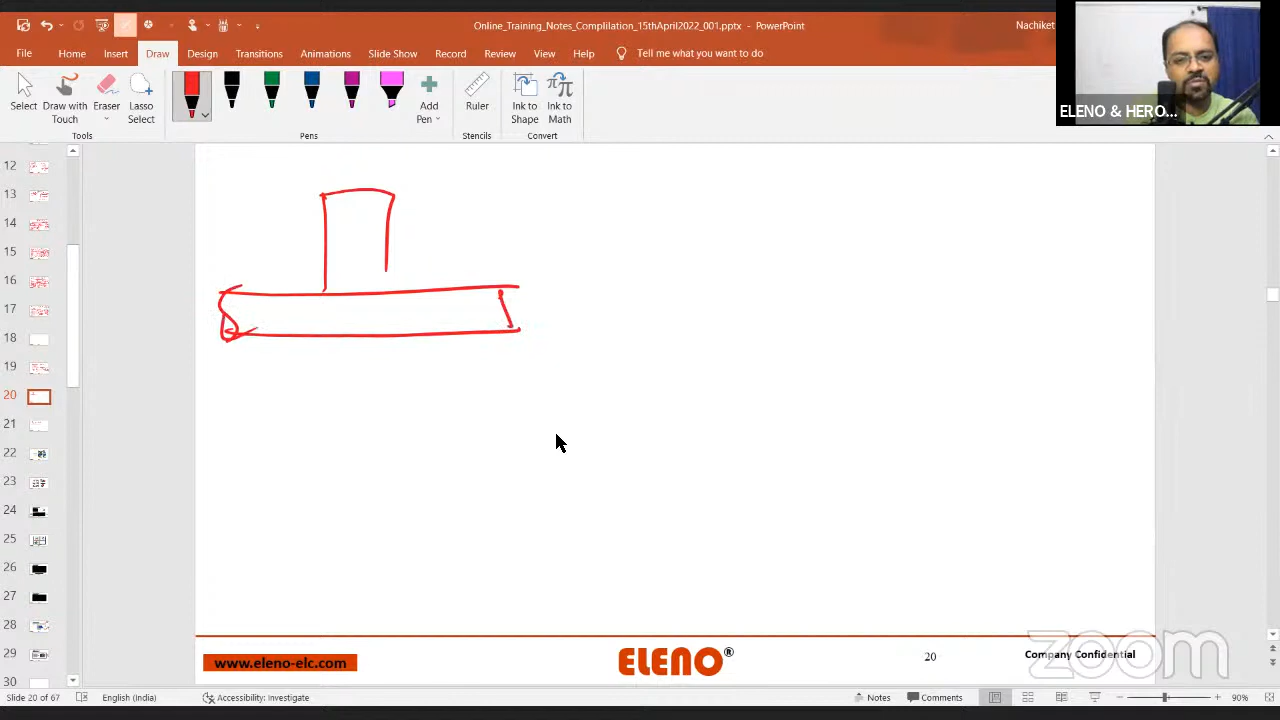 Online_Training_Notes_Complilation_15thApril2022_001.pptx - PowerPoint
Nachiket
File Home Insert Draw Design Transitions Animations Slide Show Record Review View Help Tell me what you want to do
Select
Draw with Touch
Eraser
Lasso Select
Add Pen
Ruler
Ink to Shape
Ink to Math
Tools
Pens
Stencils
Convert
ELENO & HERO...
12
13
14
15
16
17
18
19
20
21
22
23
24
25
26
27
28
29
www.eleno-elc.com
ELENO®
20
Company Confidential
zoom
Slide 20 of 67
English (India)
Accessibility: Investigate
Notes
Comments
90%